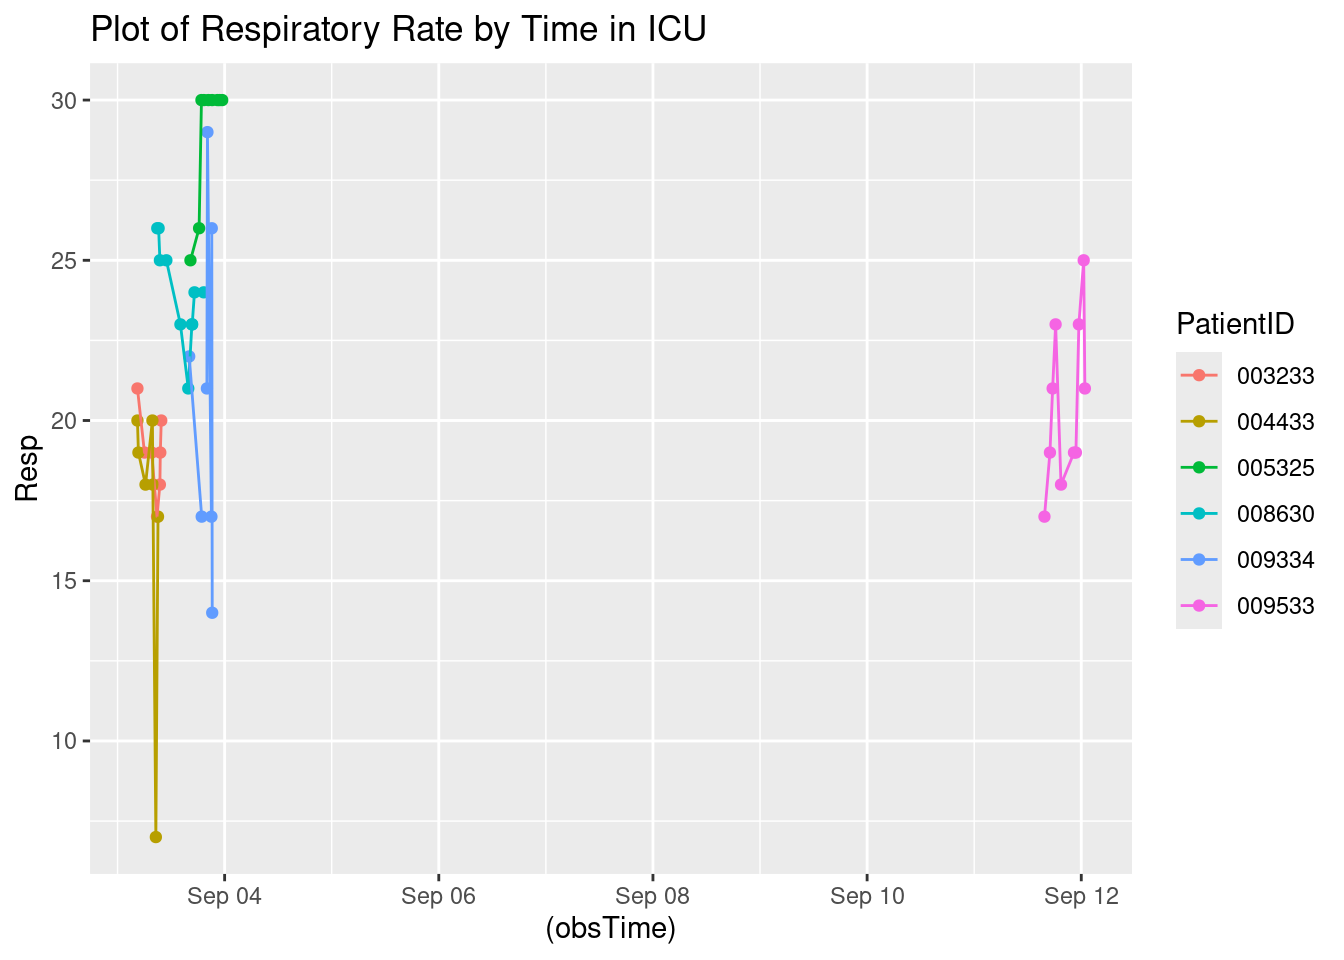 Plot of Respiratory Rate by Time in ICU
30
25
20
15
10
Resp
Sep 04
Sep 06
Sep 08
Sep 10
Sep 12
(obsTime)
PatientID
003233
004433
005325
008630
009334
009533